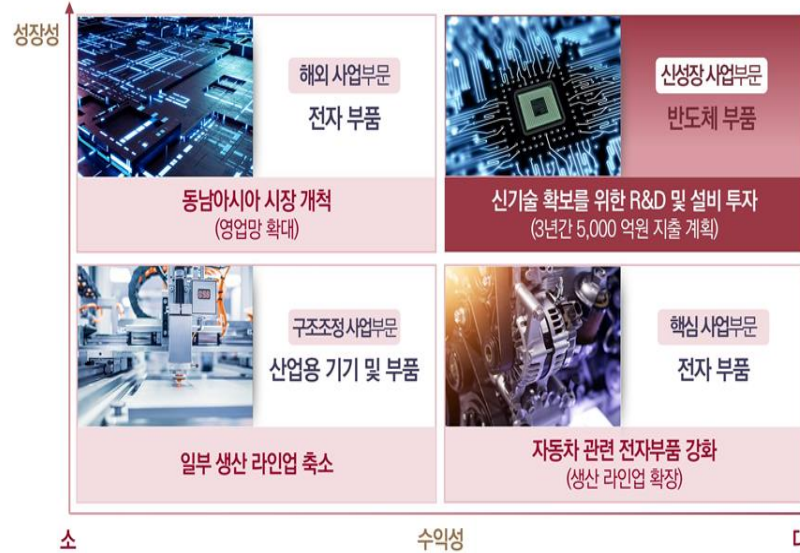 성장성
해외 사업부문
전자 부품
동남아시아 시장 개척
(영업망 확대)
신성장 사업부문
반도체 부품
신기술 확보를 위한 R&D 및 설비 투자
(3년간 5,000 억원 지출 계획)
구조조정 사업부문
산업용 기기 및 부품
일부 생산 라인업 축소
핵심 사업부문
전자 부품
자동차 관련 전자부품 강화
(생산 라인업 확장)
소
수익성